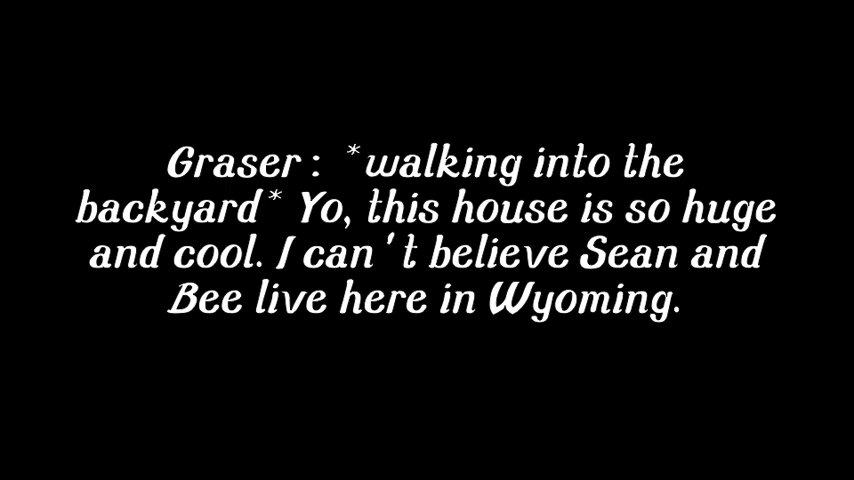 Graser: *walking into the
backyard* Yo, this house is so huge
and cool. I can't believe Sean and
Bee live here in Wyoming.